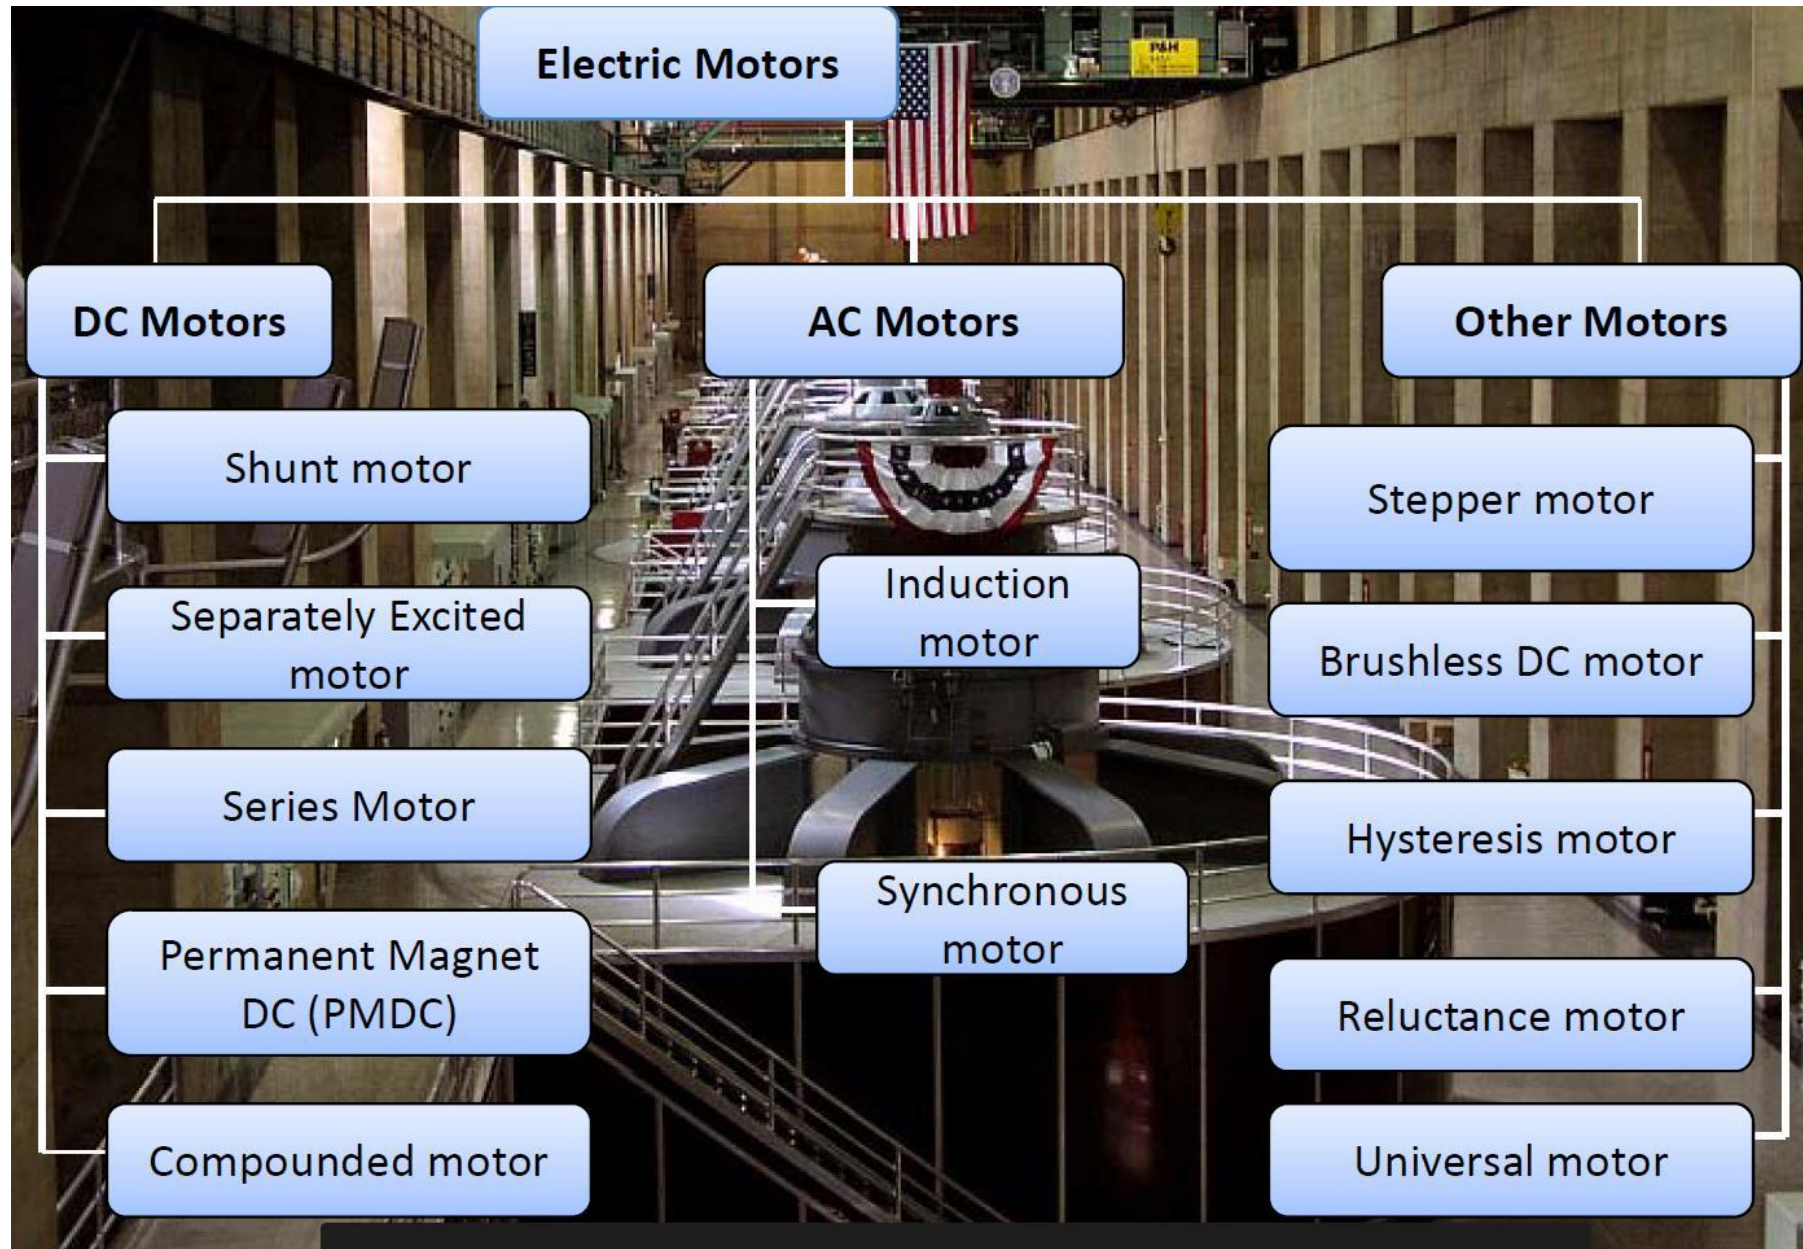 Electric Motors
P&H
DC Motors
AC Motors
Other Motors
Shunt motor
Separately Excited
motor
Series Motor
Permanent Magnet
DC (PMDC)
Compounded motor
Induction
motor
Synchronous
motor
Stepper motor
Brushless DC motor
Hysteresis motor
Reluctance motor
Universal motor